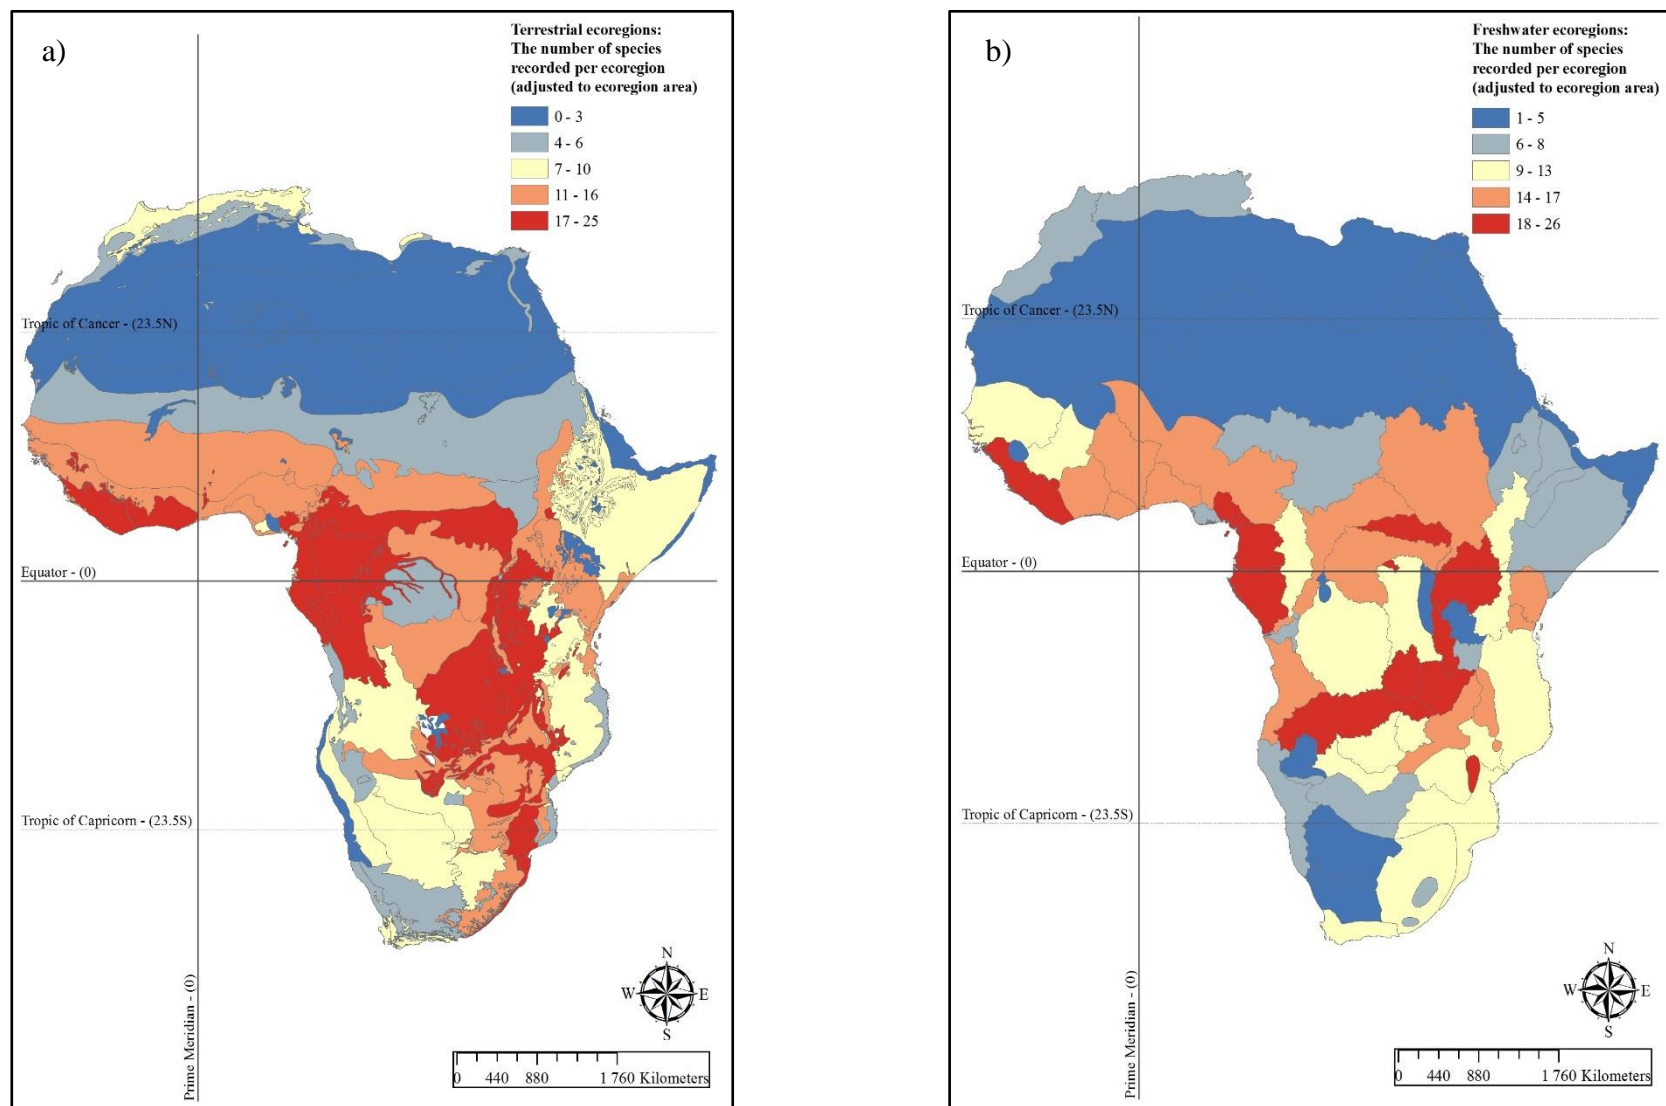 a)
Terrestrial ecoregions:
The number of species
recorded per ecoregion
(adjusted to ecoregion area)
0 - 3
4 - 6
7 - 10
11 - 16
17 - 25
Tropic of Cancer - (23.5N)
Equator - (0)
Tropic of Capricorn - (23.5S)
Prime Meridian - (0)
N
W E
S
0 440 880 1 760 Kilometers
b)
Freshwater ecoregions:
The number of species
recorded per ecoregion
(adjusted to ecoregion area)
1 - 5
6 - 8
9 - 13
14 - 17
18 - 26
Tropic of Cancer - (23.5N)
Equator - (0)
Tropic of Capricorn - (23.5S)
Prime Meridian - (0)
N
W E
S
0 440 880 1 760 Kilometers